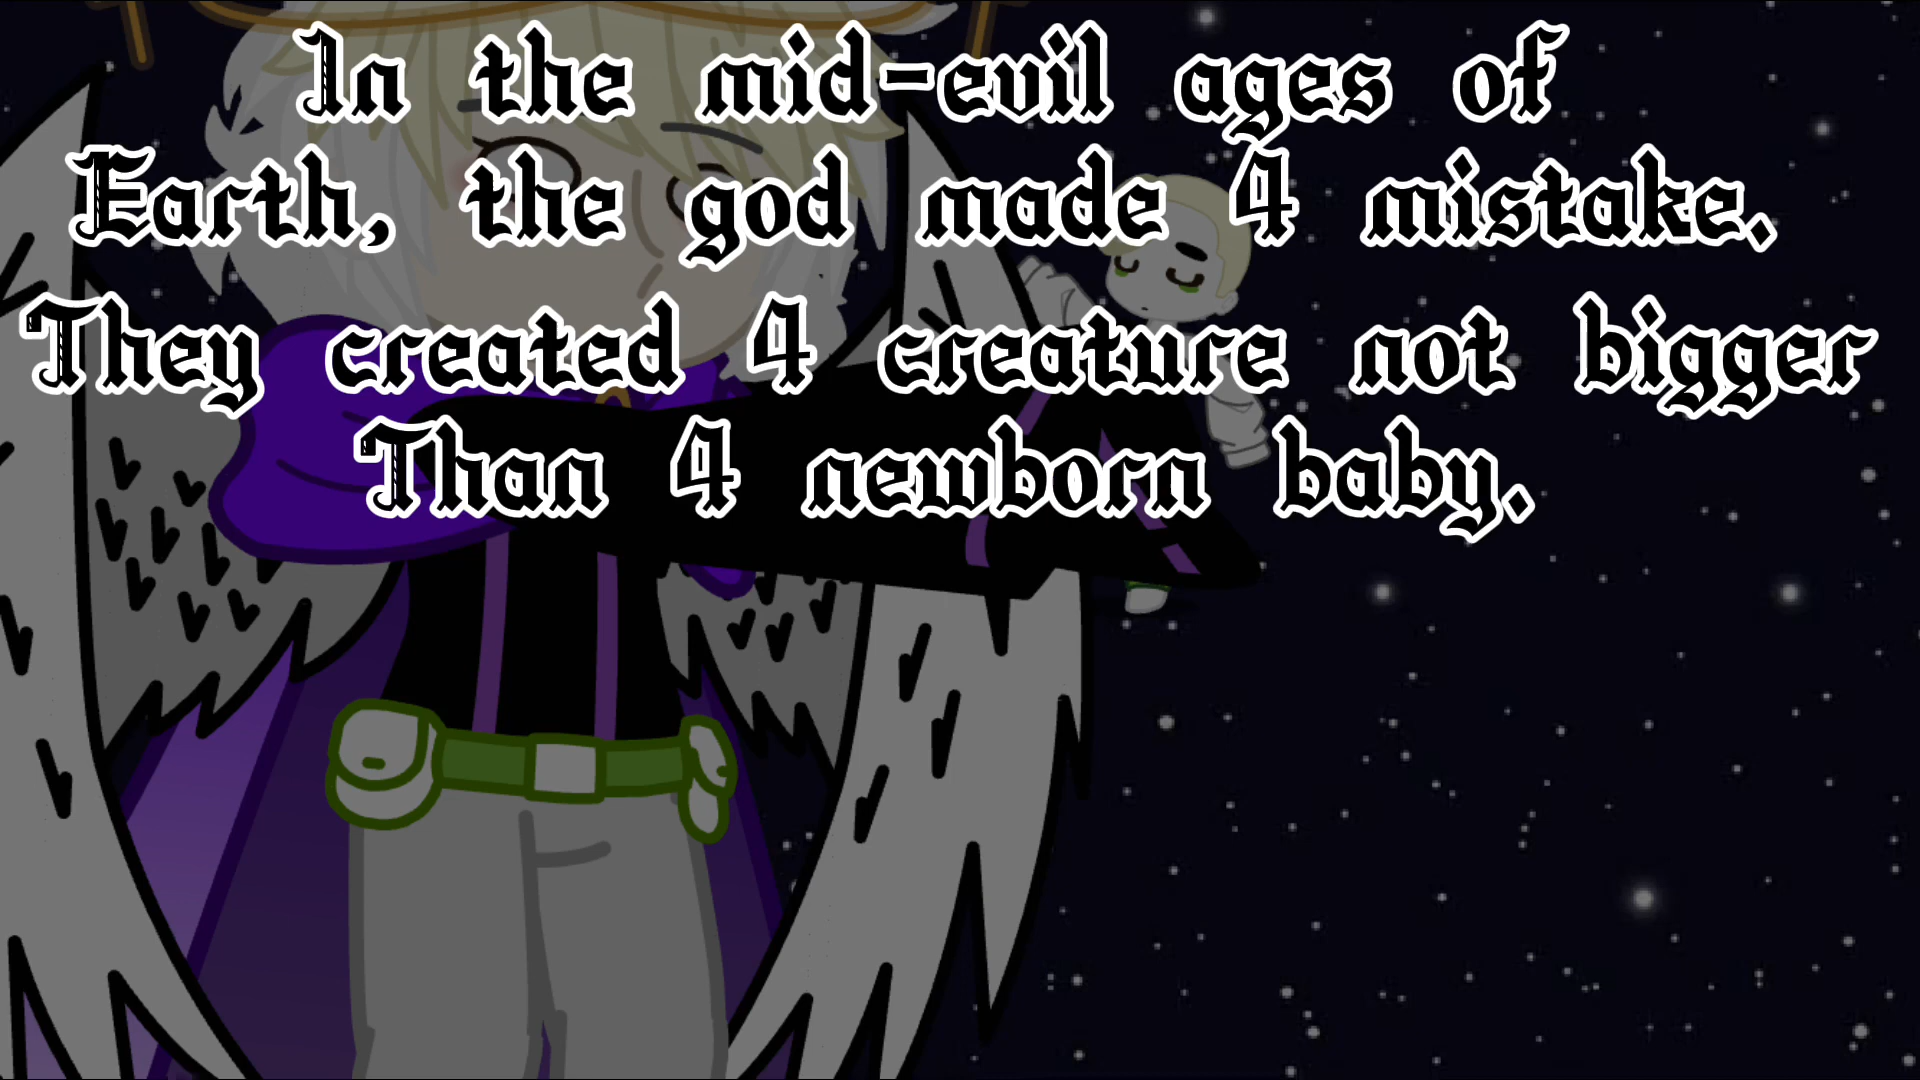 In the mid-evil ages of
Earth, the god made 4 mistake.
They created 4 creature not bigger
Than 4 newborn baby.